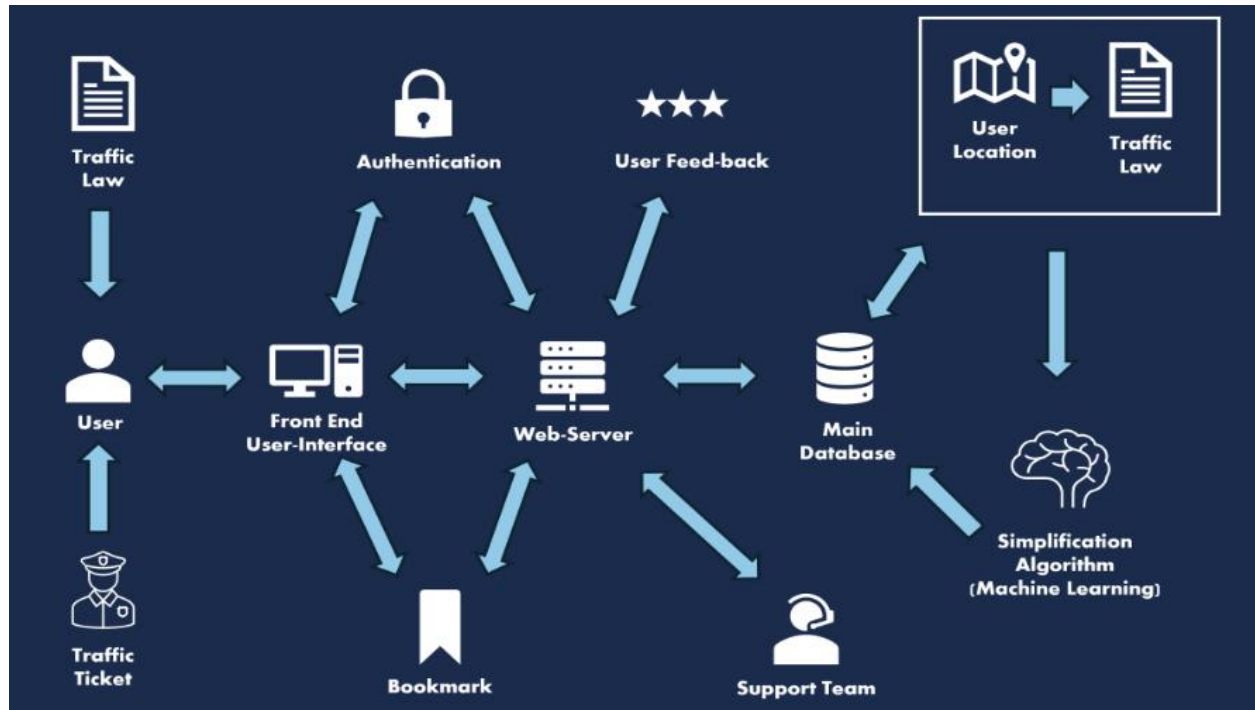 Traffic
Law
Authentication
User Feed-back
User
Location
Traffic
Law
User
Front End
User-Interface
Web-Server
Main
Database
Simplification
Algorithm
(Machine Learning)
Traffic
Ticket
Bookmark
Support Team